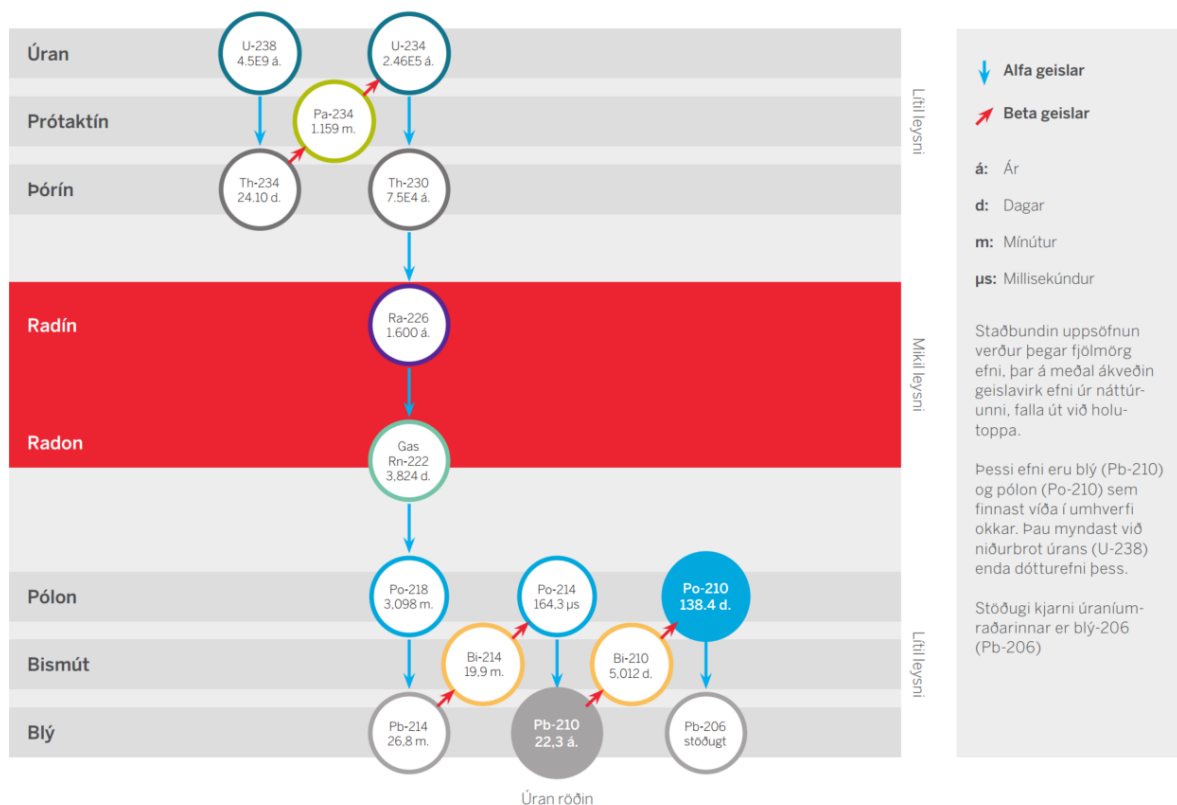 Úran
U-238
4.5E9 á.
U-234
2.46E5 á.
Prótaktín
Pa-234
1.159 m.
Þórín
Th-234
24.10 d.
Th-230
7.5E4 á.
Lítil leysni
Radín
Ra-226
1.600 á.
Radon
Gas
Rn-222
3,824 d.
Mikil leysni
Pólon
Po-218
3,098 m.
Po-214
164,3 µs
Po-210
138.4 d.
Bismút
Bi-214
19,9 m.
Bi-210
5,012 d.
Blý
Pb-214
26,8 m.
Pb-210
22,3 á.
Pb-206
stöðugt
Lítil leysni
Úran röðin
Alfa geislar
Beta geislar
á: Ár
d: Dagar
m: Mínútur
µs: Millisekúndur
Staðbundin uppsöfnun
verður þegar fjölmörg
efni, þar á meðal ákveðin
geislavirk efni úr náttúr-
unni, falla út við holu-
toppa.
Þessi efni eru blý (Pb-210)
og pólon (Po-210) sem
finnast víða í umhverfi
okkar. Þau myndast við
niðurbrot úrans (U-238)
enda dótturefni þess.
Stöðugi kjarni úraníum-
raðarinnar er blý-206
(Pb-206)